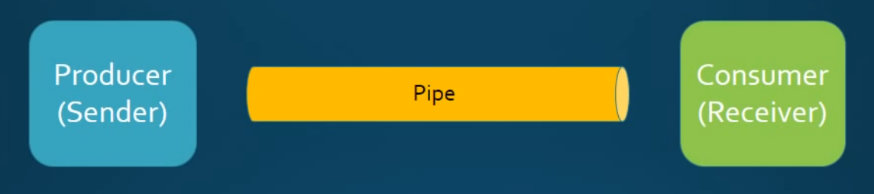 Producer
(Sender)
Pipe
Consumer
(Receiver)